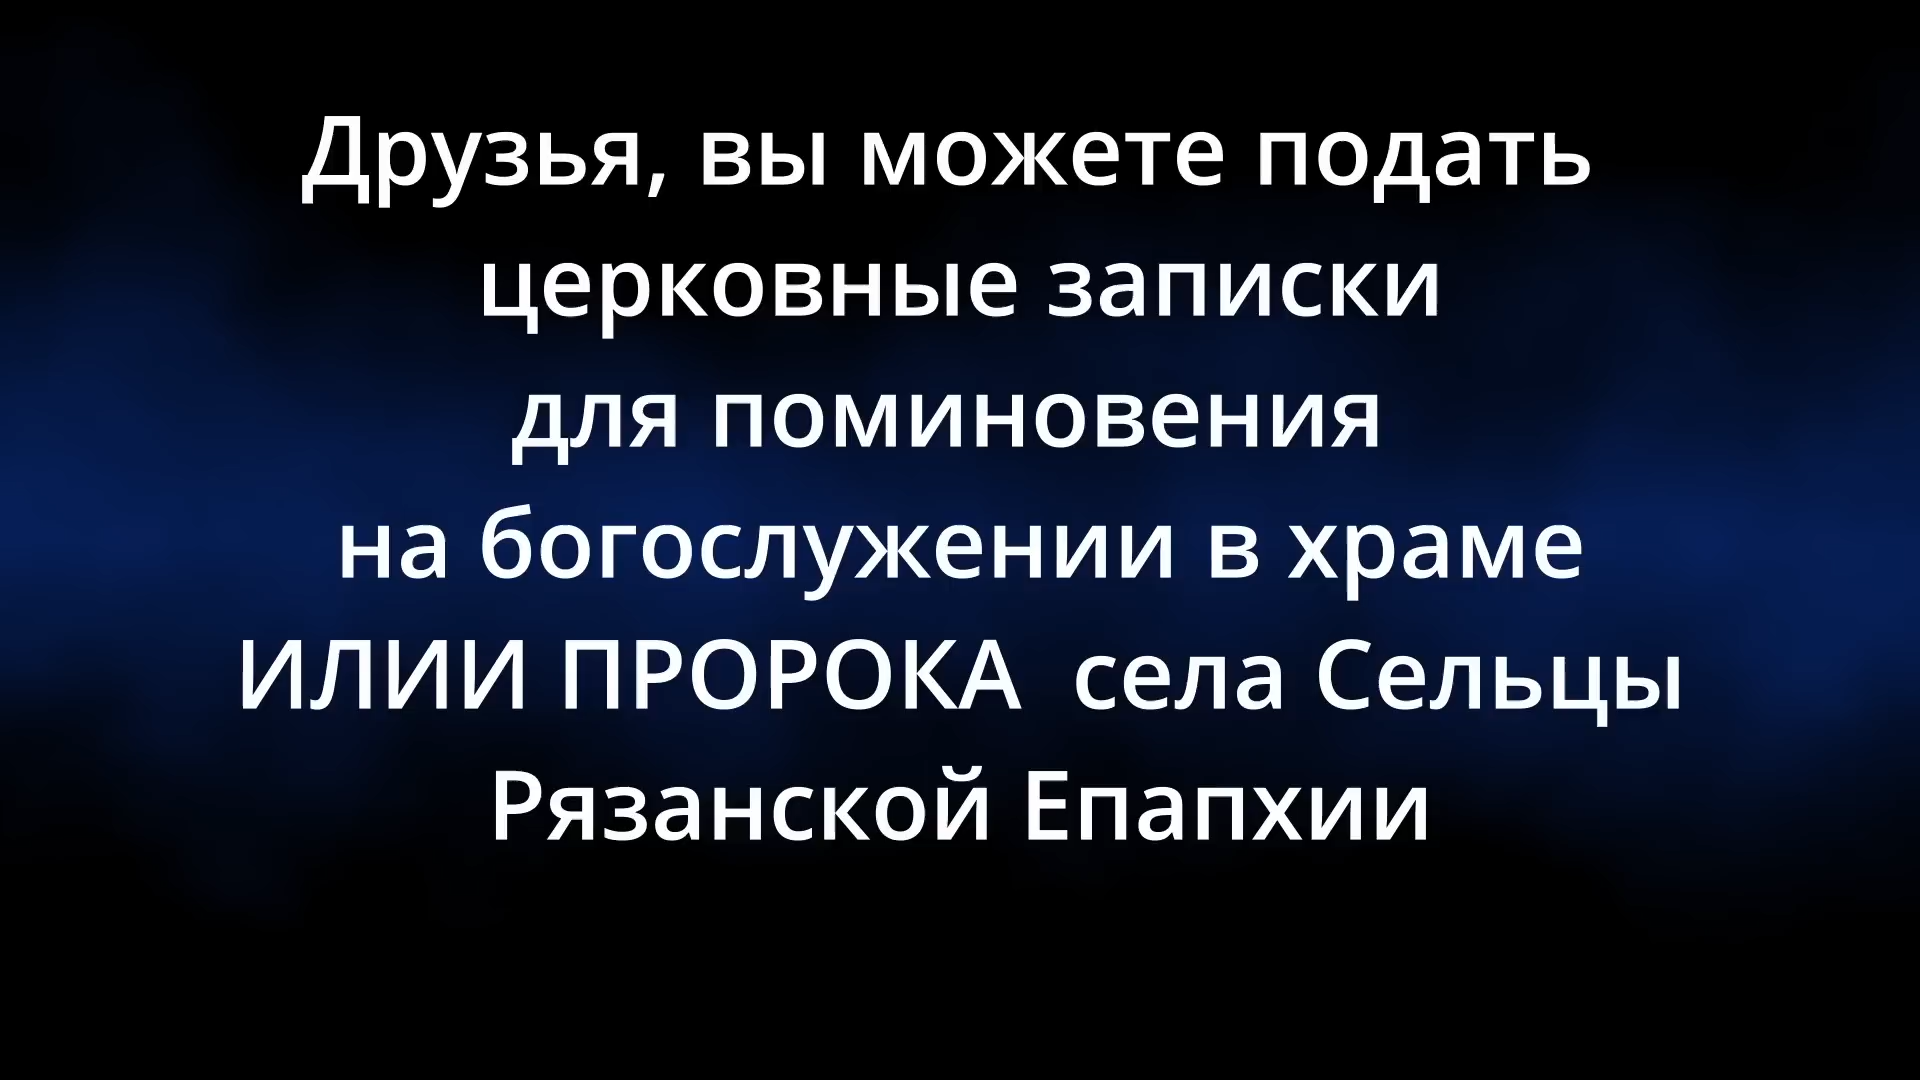 Друзья, вы можете подать
церковные записки
для поминовения
на богослужении в храме
ИЛИИ ПРОРОКА  села Сельцы
Рязанской Епапхии